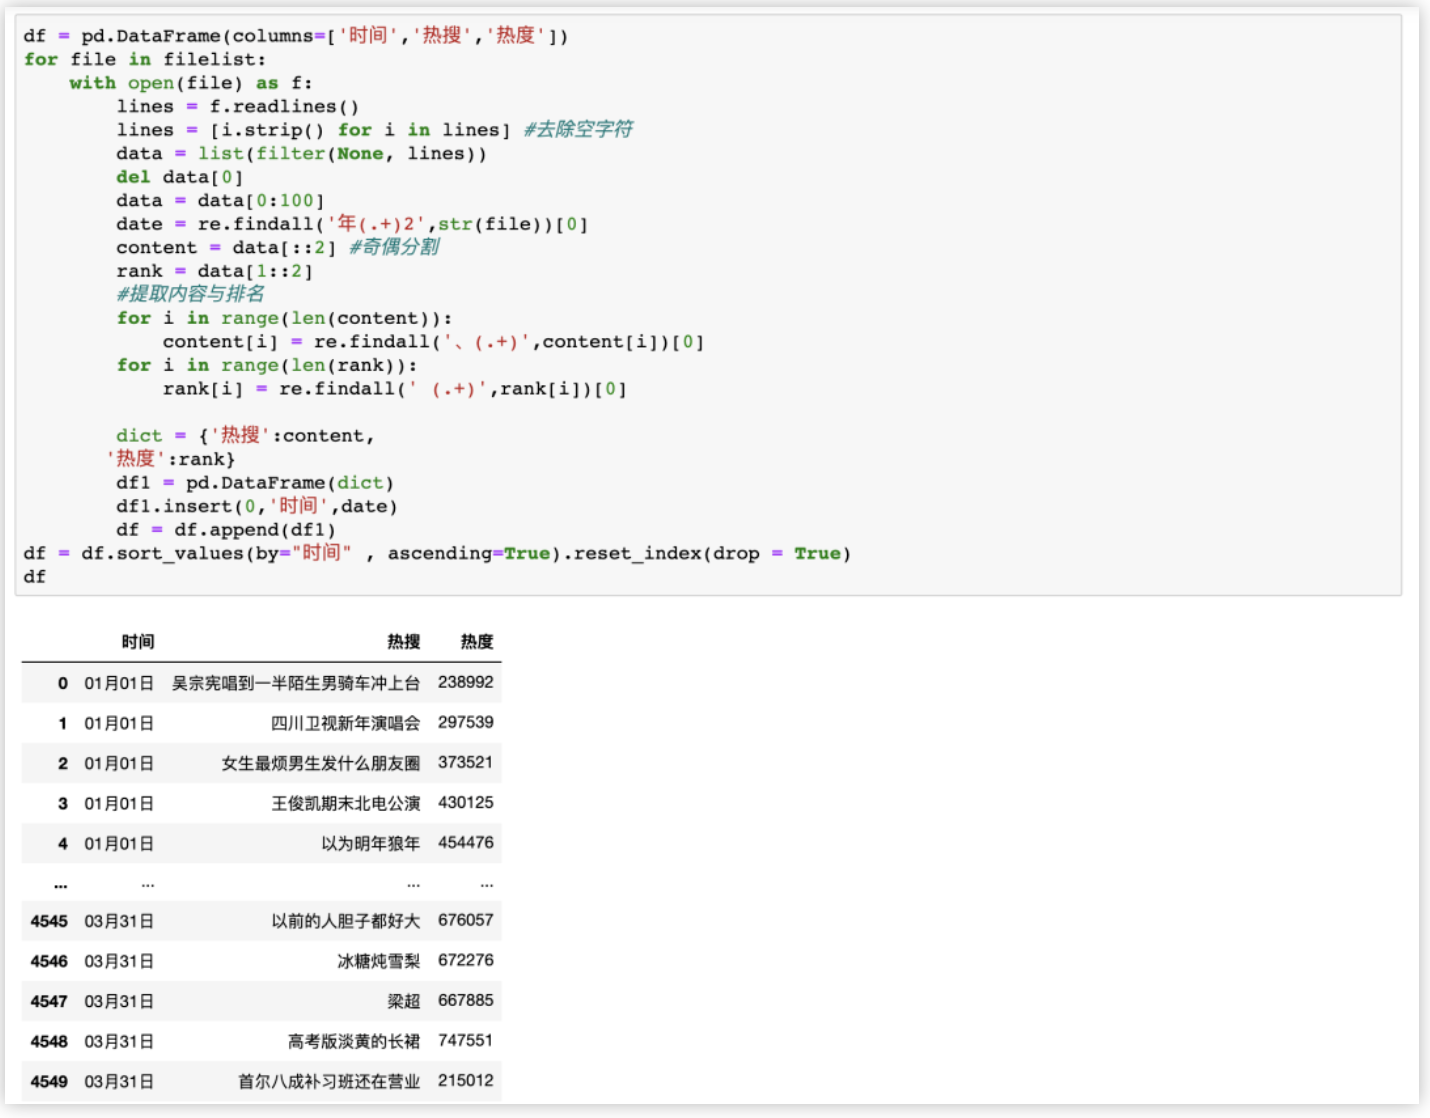 df = pd.DataFrame(columns=['时间','热搜','热度'])
for file in filelist:
    with open(file) as f:
        lines = f.readlines()
        lines = [i.strip() for i in lines] #去除空字符
        data = list(filter(None, lines))
        del data[0]
        data = data[0:100]
        date = re.findall('年(.+)2',str(file))[0]
        content = data[::2] #奇偶分割
        rank = data[1::2]
        #提取内容与排名
        for i in range(len(content)):
            content[i] = re.findall('、(.+)',content[i])[0]
        for i in range(len(rank)):
            rank[i] = re.findall(' (.+)',rank[i])[0]
        dict = {'热搜':content,
       '热度':rank}
        df1 = pd.DataFrame(dict)
        df1.insert(0,'时间',date)
        df = df.append(df1)
df = df.sort_values(by="时间" , ascending=True).reset_index(drop = True)
df
时间 热搜 热度
0 01月01日 吴宗宪唱到一半陌生男骑车冲上台 238992
1 01月01日 四川卫视新年演唱会 297539
2 01月01日 女生最烦男生发什么朋友圈 373521
3 01月01日 王俊凯期末北电公演 430125
4 01月01日 以为明年狼年 454476
... ... ... ...
4545 03月31日 以前的人胆子都好大 676057
4546 03月31日 冰糖炖雪梨 672276
4547 03月31日 梁超 667885
4548 03月31日 高考版淡黄的长裙 747551
4549 03月31日 首尔八成补习班还在营业 215012